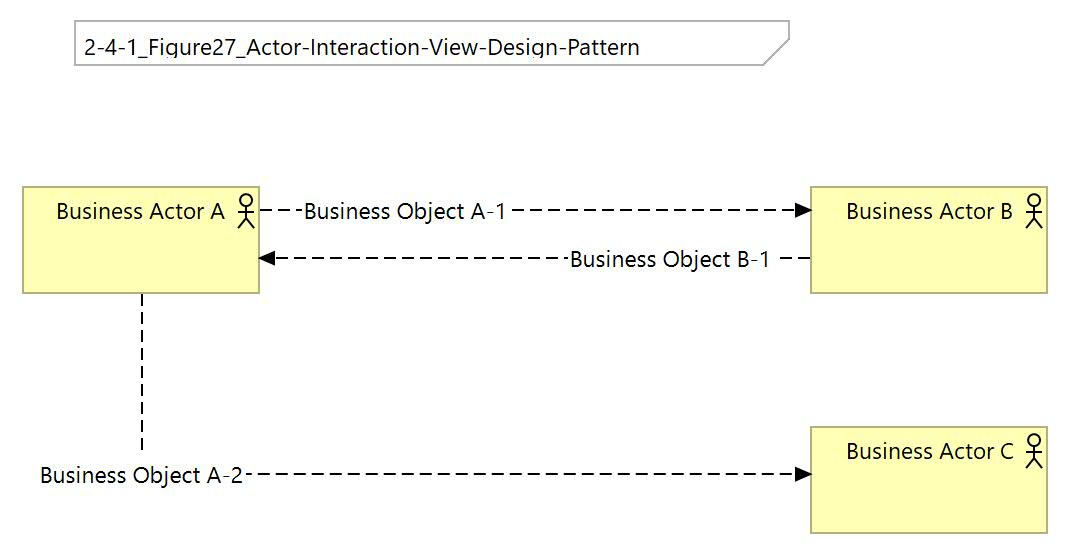 2-4-1_Figure27_Actor-Interaction-View-Design-Pattern
Business Actor A
Business Object A-1
Business Actor B
Business Object B-1
Business Actor C
Business Object A-2